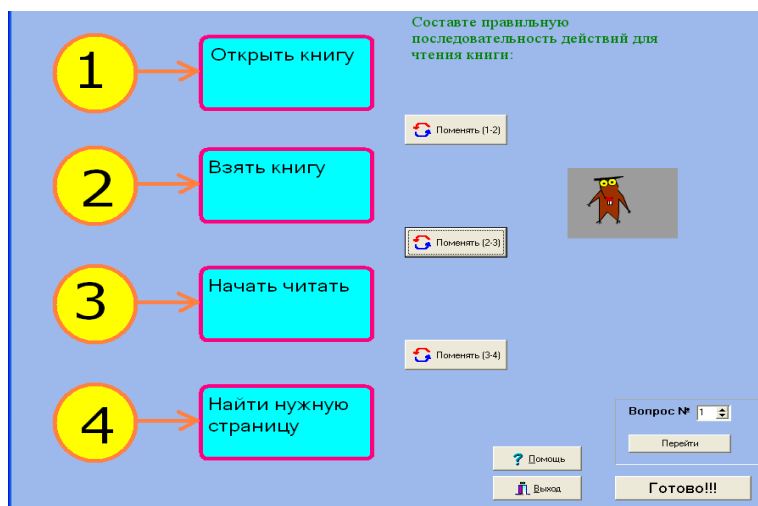 Составте правильную
последовательность действий для
чтения книги:
1
Открыть книгу
Поменять (1-2)
2
Взять книгу
Поменять (2-3)
3
Начать читать
Поменять (3-4)
4
Найти нужную
страницу
Вопрос № 1
Перейти
? Помощь
Выход
Готово!!!